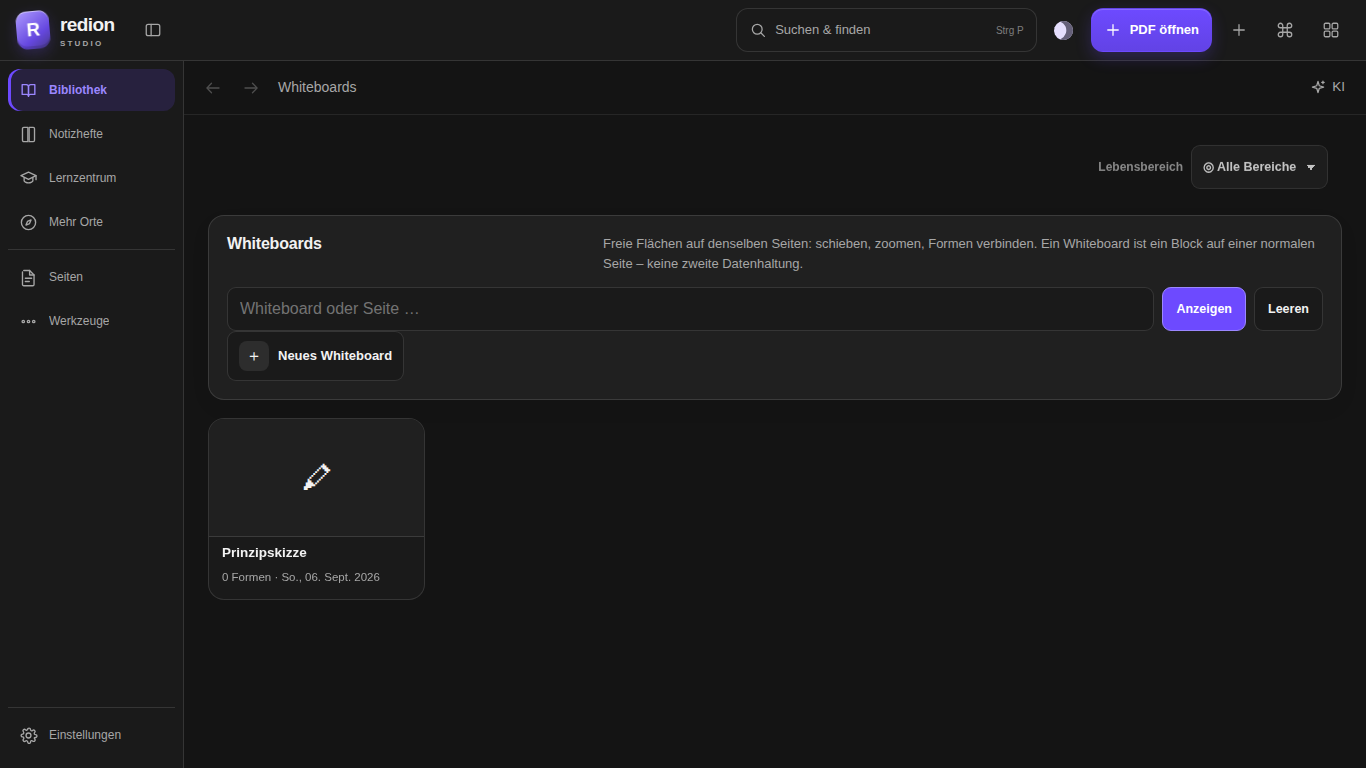 R redion
STUDIO
Suchen & finden Strg P
PDF öffnen
Bibliothek
Notizhefte
Lernzentrum
Mehr Orte
Seiten
Werkzeuge
Einstellungen
Whiteboards
KI
Lebensbereich ◎ Alle Bereiche
Whiteboards
Freie Flächen auf denselben Seiten: schieben, zoomen, Formen verbinden. Ein Whiteboard ist ein Block auf einer normalen
Seite – keine zweite Datenhaltung.
Whiteboard oder Seite …
Anzeigen
Leeren
+ Neues Whiteboard
Prinzipskizze
0 Formen · So., 06. Sept. 2026